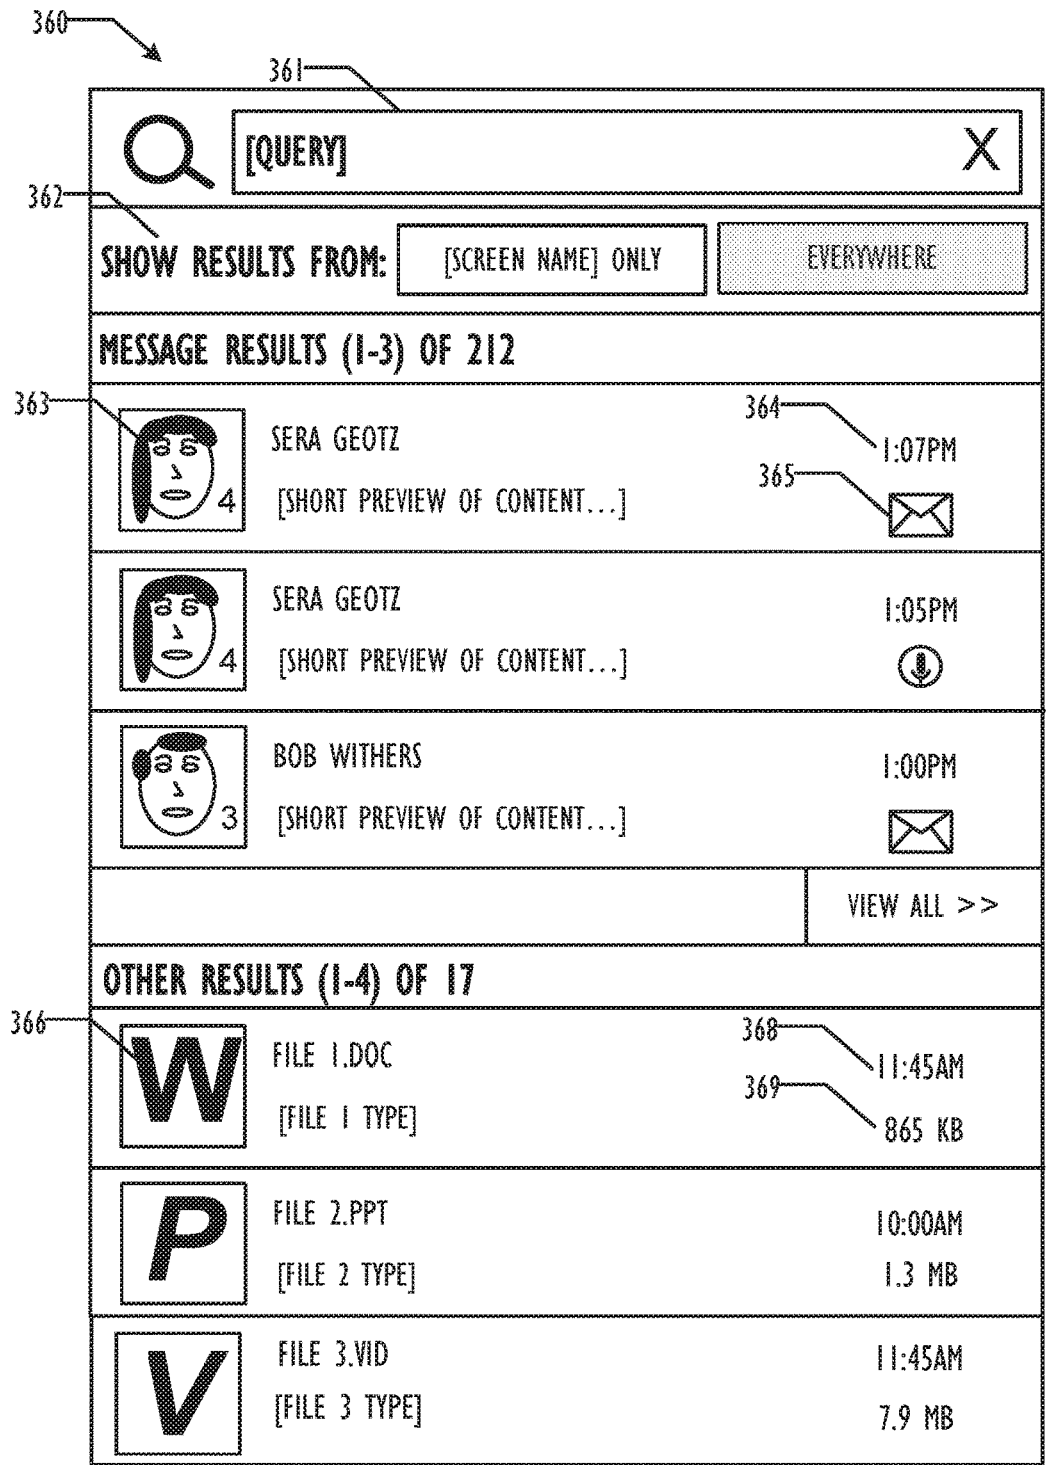 360
361
[QUERY] X
362
SHOW RESULTS FROM: [SCREEN NAME] ONLY EVERYWHERE
MESSAGE RESULTS (1-3) OF 212
363
SERA GEOTZ
364
1:07PM
365
4
[SHORT PREVIEW OF CONTENT...]
SERA GEOTZ
1:05PM
4
[SHORT PREVIEW OF CONTENT...]
BOB WITHERS
1:00PM
3
[SHORT PREVIEW OF CONTENT...]
VIEW ALL >>
OTHER RESULTS (1-4) OF 17
366
W
FILE 1.DOC
368
11:45AM
369
[FILE 1 TYPE]
865 KB
P
FILE 2.PPT
10:00AM
[FILE 2 TYPE]
1.3 MB
V
FILE 3.VID
11:45AM
[FILE 3 TYPE]
7.9 MB